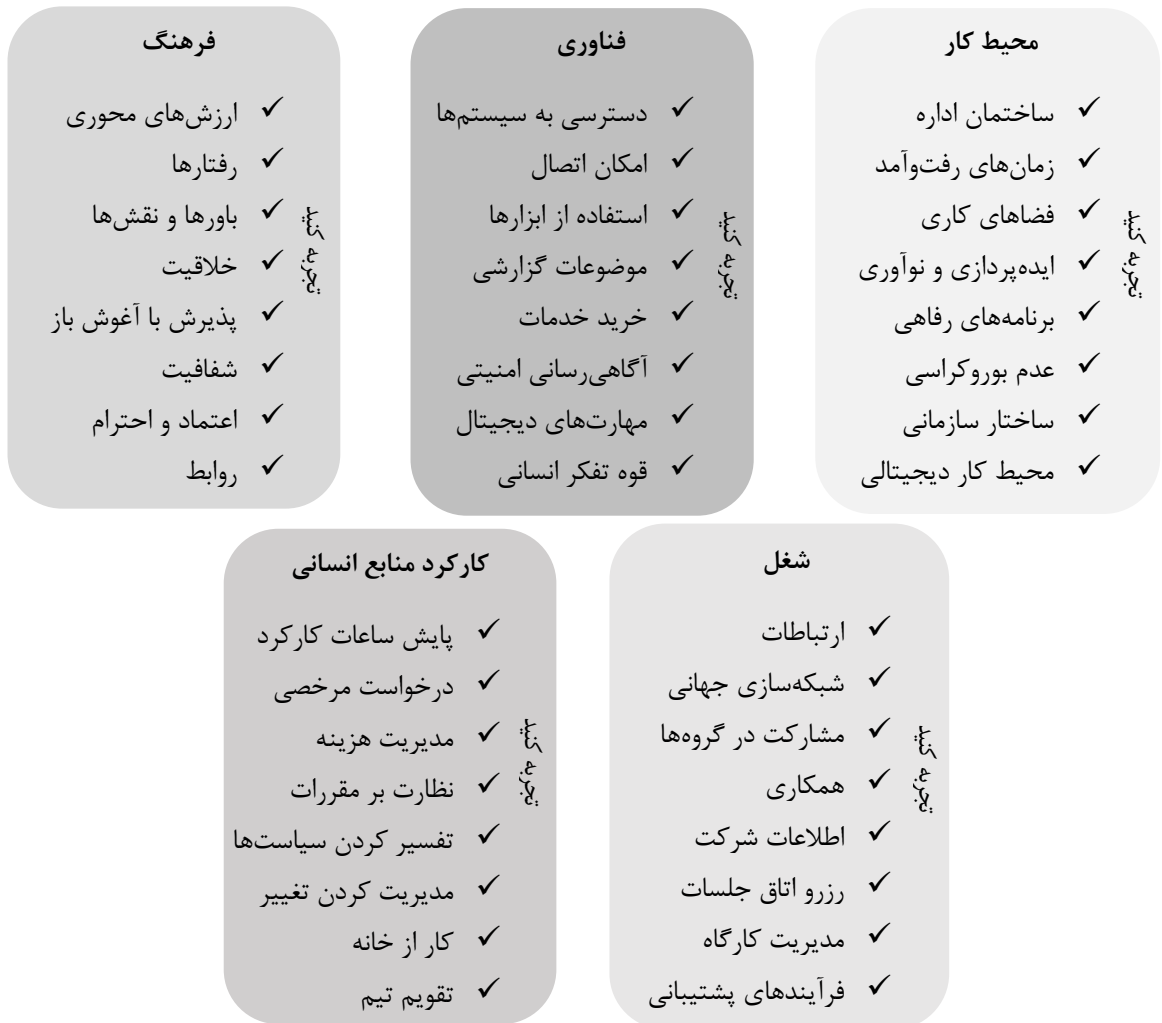 محیط کار
تجربه کنید
ساختمان اداره
زمان‌های رفت‌وآمد
فضاهای کاری
ایده‌پردازی و نوآوری
برنامه‌های رفاهی
عدم بوروکراسی
ساختار سازمانی
محیط کار دیجیتالی
فناوری
تجربه کنید
دسترسی به سیستم‌ها
امکان اتصال
استفاده از ابزارها
موضوعات گزارشی
خرید خدمات
آگاهی‌رسانی امنیتی
مهارت‌های دیجیتال
قوه تفکر انسانی
فرهنگ
تجربه کنید
ارزش‌های محوری
رفتارها
باورها و نقش‌ها
خلاقیت
پذیرش با آغوش باز
شفافیت
اعتماد و احترام
روابط
شغل
تجربه کنید
ارتباطات
شبکه‌سازی جهانی
مشارکت در گروه‌ها
همکاری
اطلاعات شرکت
رزرو اتاق جلسات
مدیریت کارگاه
فرآیندهای پشتیبانی
کارکرد منابع انسانی
تجربه کنید
پایش ساعات کارکرد
درخواست مرخصی
مدیریت هزینه
نظارت بر مقررات
تفسیر کردن سیاست‌ها
مدیریت کردن تغییر
کار از خانه
تقویم تیم